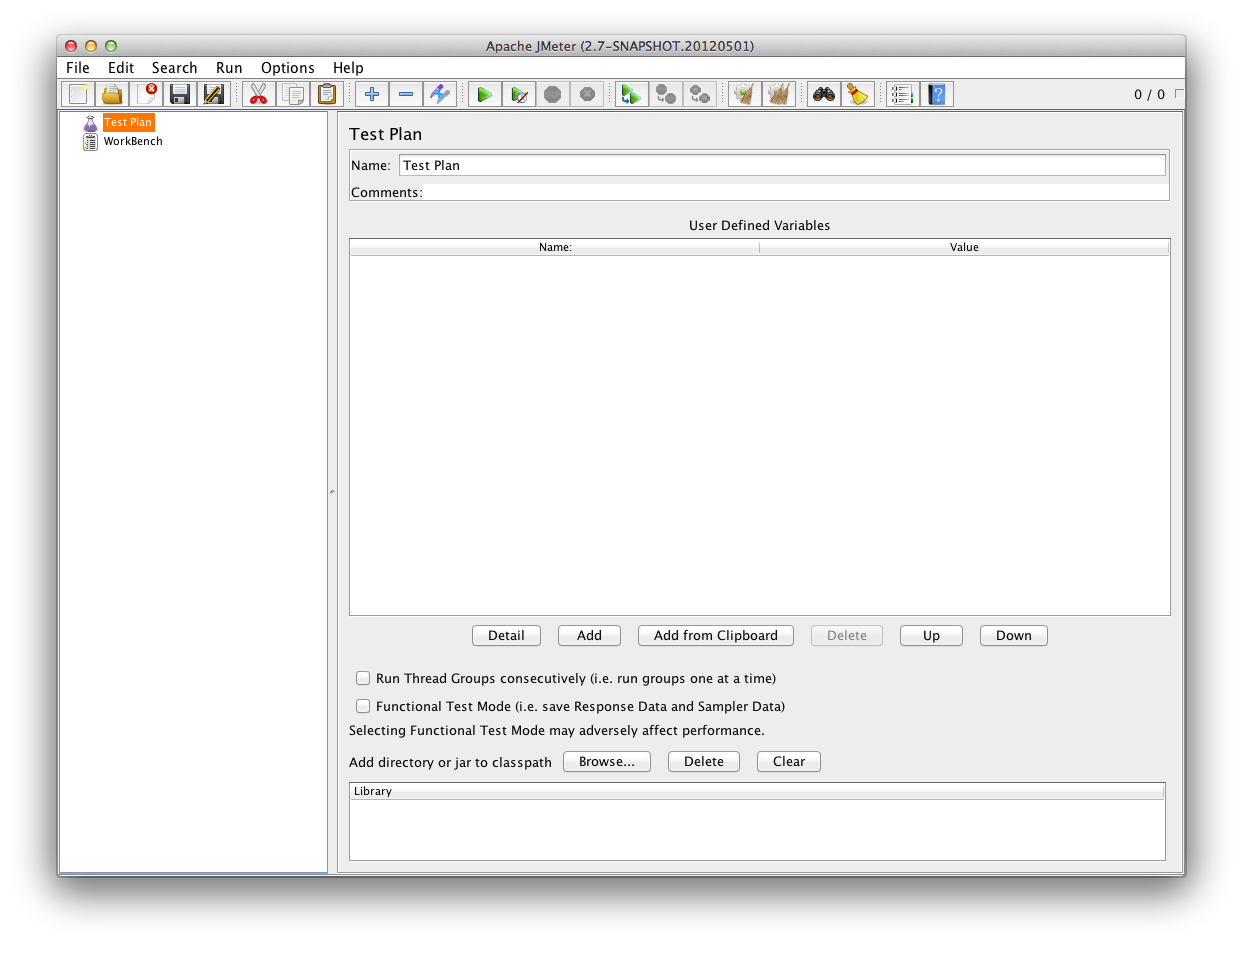 Apache JMeter (2.7-SNAPSHOT.20120501)
File Edit Search Run Options Help
0 / 0
Test Plan
WorkBench
Test Plan
Name: Test Plan
Comments:
User Defined Variables
Name: Value
Detail Add Add from Clipboard Delete Up Down
Run Thread Groups consecutively (i.e. run groups one at a time)
Functional Test Mode (i.e. save Response Data and Sampler Data)
Selecting Functional Test Mode may adversely affect performance.
Add directory or jar to classpath Browse... Delete Clear
Library